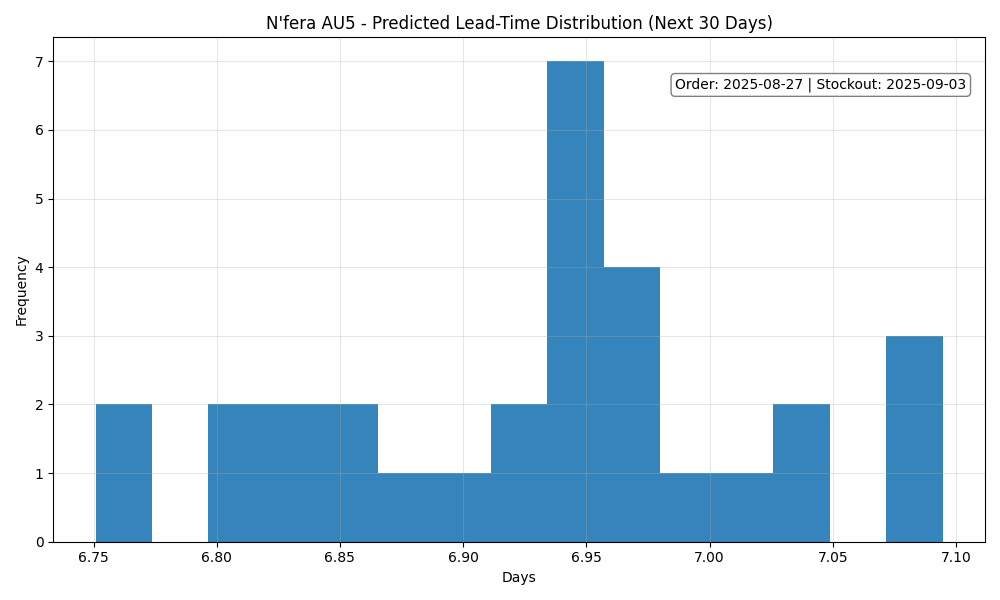 N'fera AU5 - Predicted Lead-Time Distribution (Next 30 Days)
Order: 2025-08-27 | Stockout: 2025-09-03
Frequency
7
6
5
4
3
2
1
0
6.75 6.80 6.85 6.90 6.95 7.00 7.05 7.10
Days